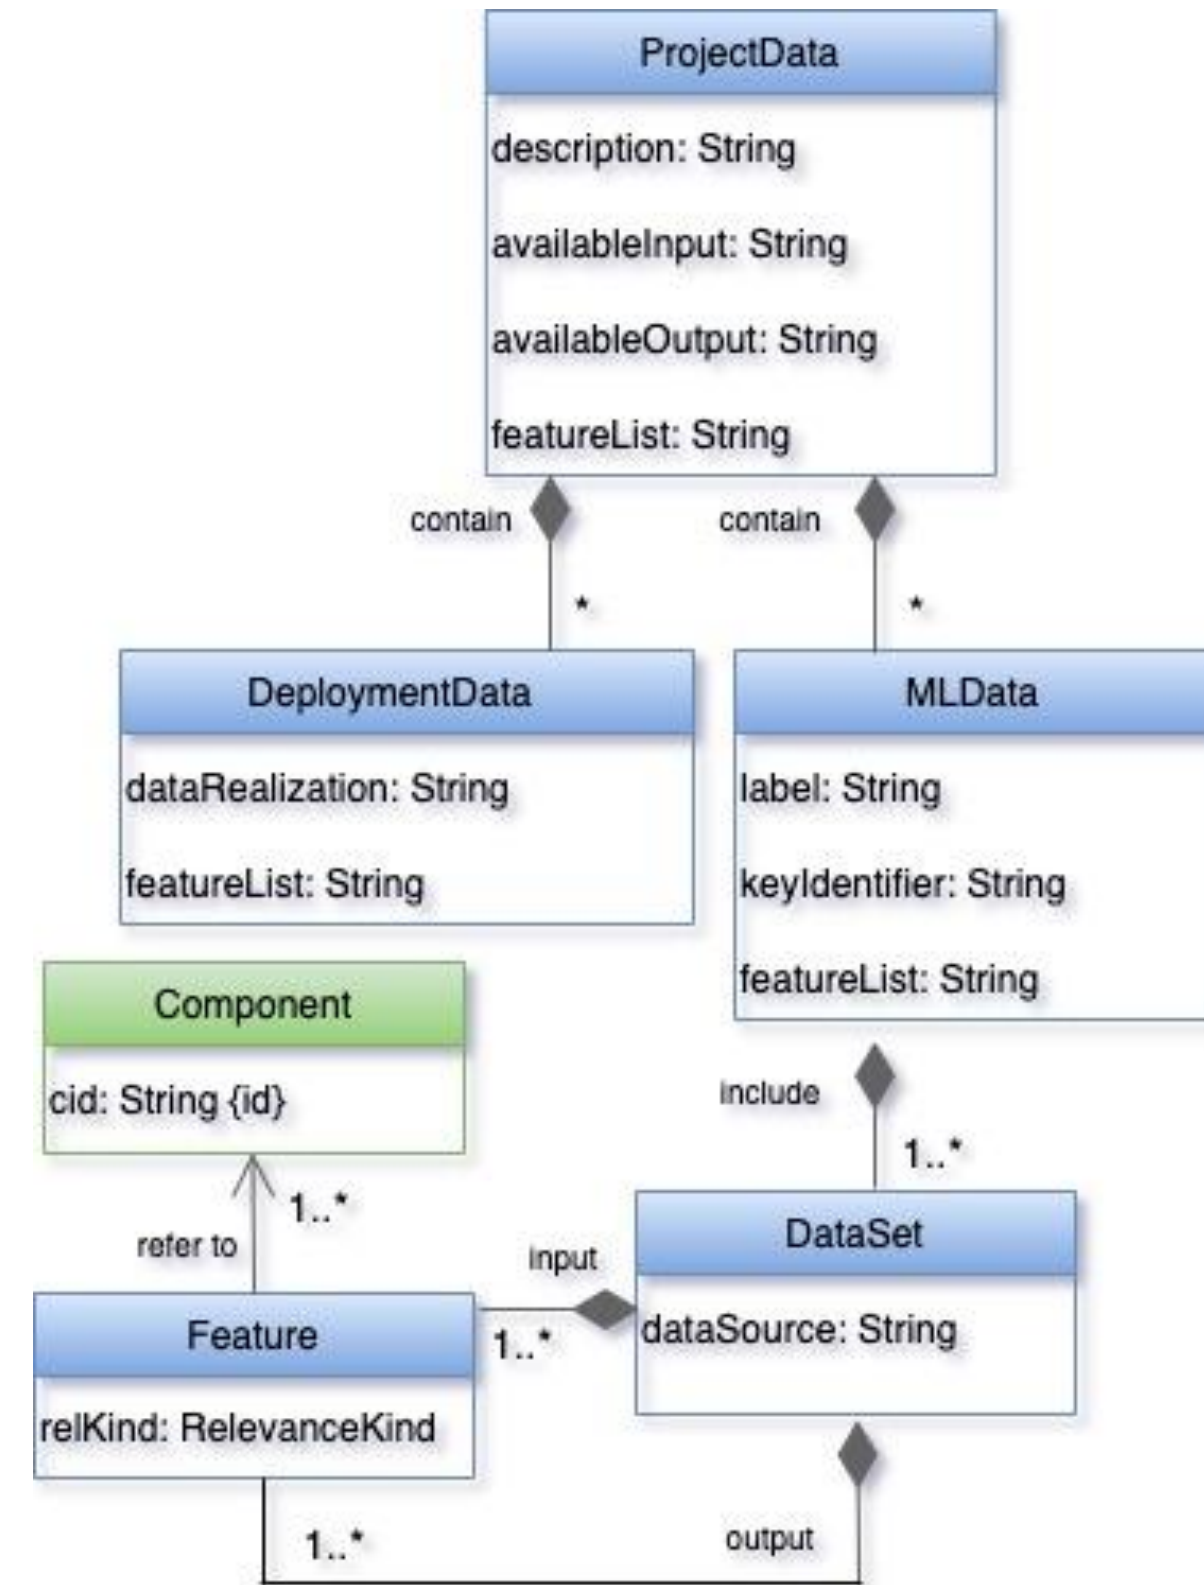 ProjectData
description: String
availableInput: String
availableOutput: String
featureList: String
contain
contain
*
*
DeploymentData
dataRealization: String
featureList: String
MLData
label: String
keyIdentifier: String
featureList: String
Component
cid: String {id}
include
1..*
1..*
refer to
input
DataSet
dataSource: String
1..*
Feature
relKind: RelevanceKind
1..*
output